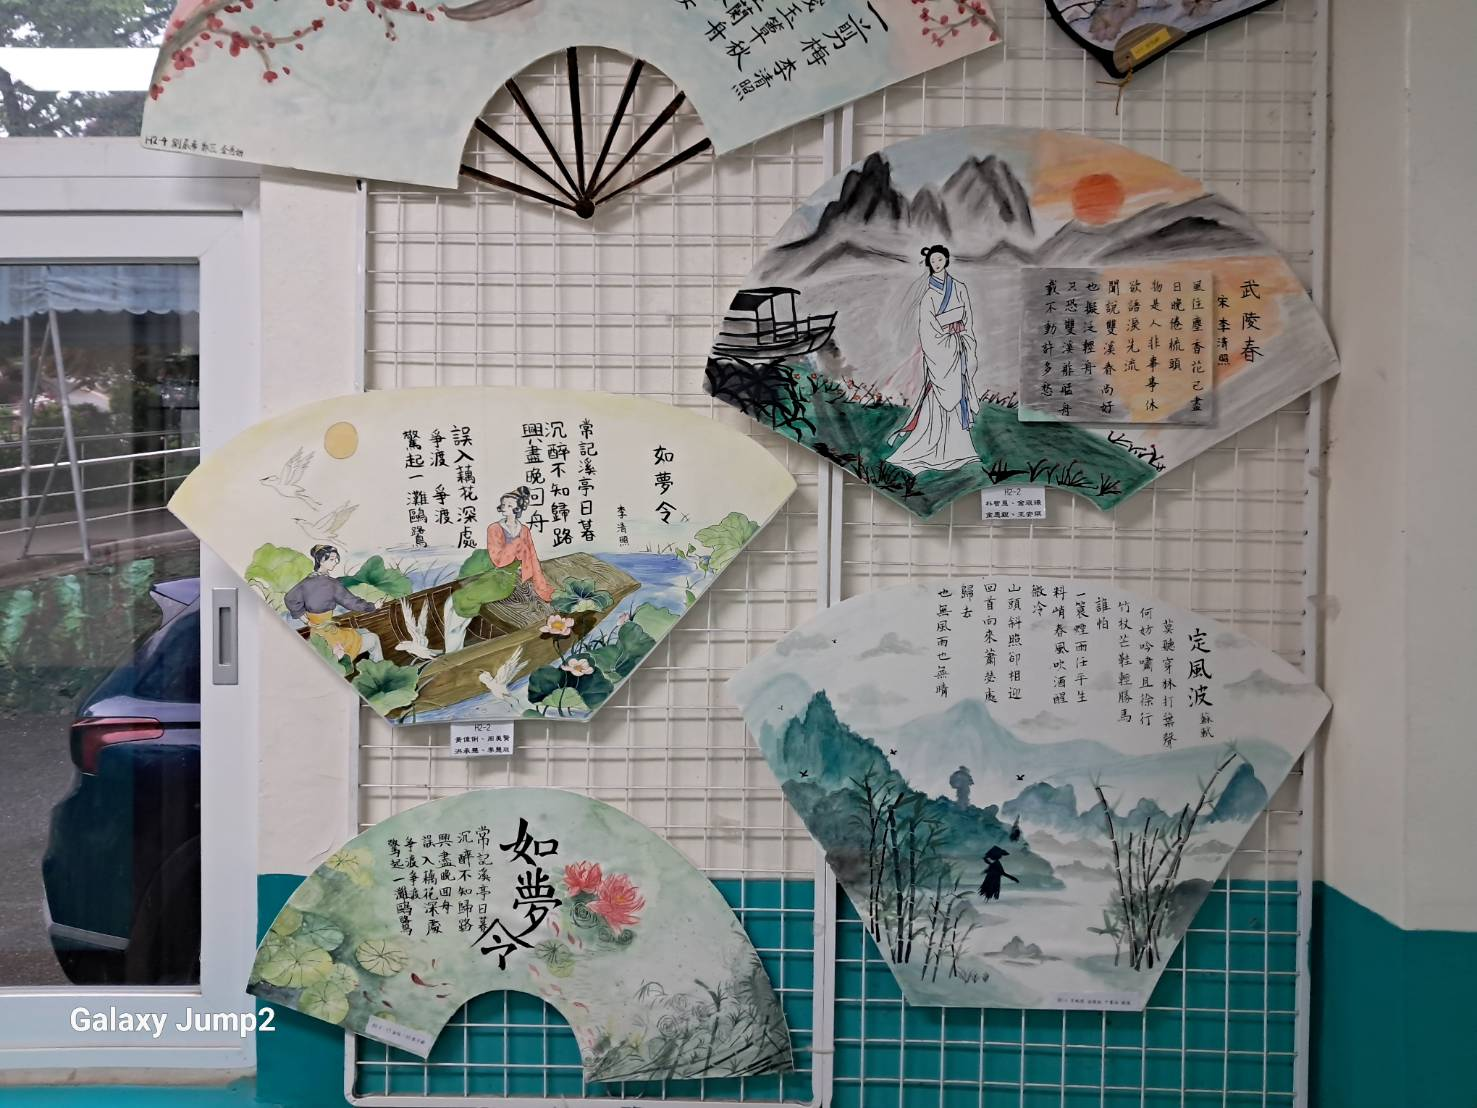 一剪梅 李清照
玉簟秋
蘭舟
武陵春
宋 李清照
風住塵香花已盡
日晚倦梳頭
物是人非事事休
欲語淚先流
聞說雙溪春尚好
也擬泛輕舟
只恐雙溪舴艋舟
載不動許多愁
H2-2
如夢令
李清照
常記溪亭日暮
沉醉不知歸路
興盡晚回舟
誤入藕花深處
爭渡 爭渡
驚起一灘鷗鷺
H2-2
定風波
蘇軾
莫聽穿林打葉聲
何妨吟嘯且徐行
竹杖芒鞋輕勝馬
誰怕
一簑煙雨任平生
料峭春風吹酒醒
微冷
山頭斜照卻相迎
回首向來蕭瑟處
歸去
也無風雨也無晴
如夢令
常記溪亭日暮
沉醉不知歸路
興盡晚回舟
誤入藕花深處
爭渡爭渡
驚起一灘鷗鷺
Galaxy Jump2